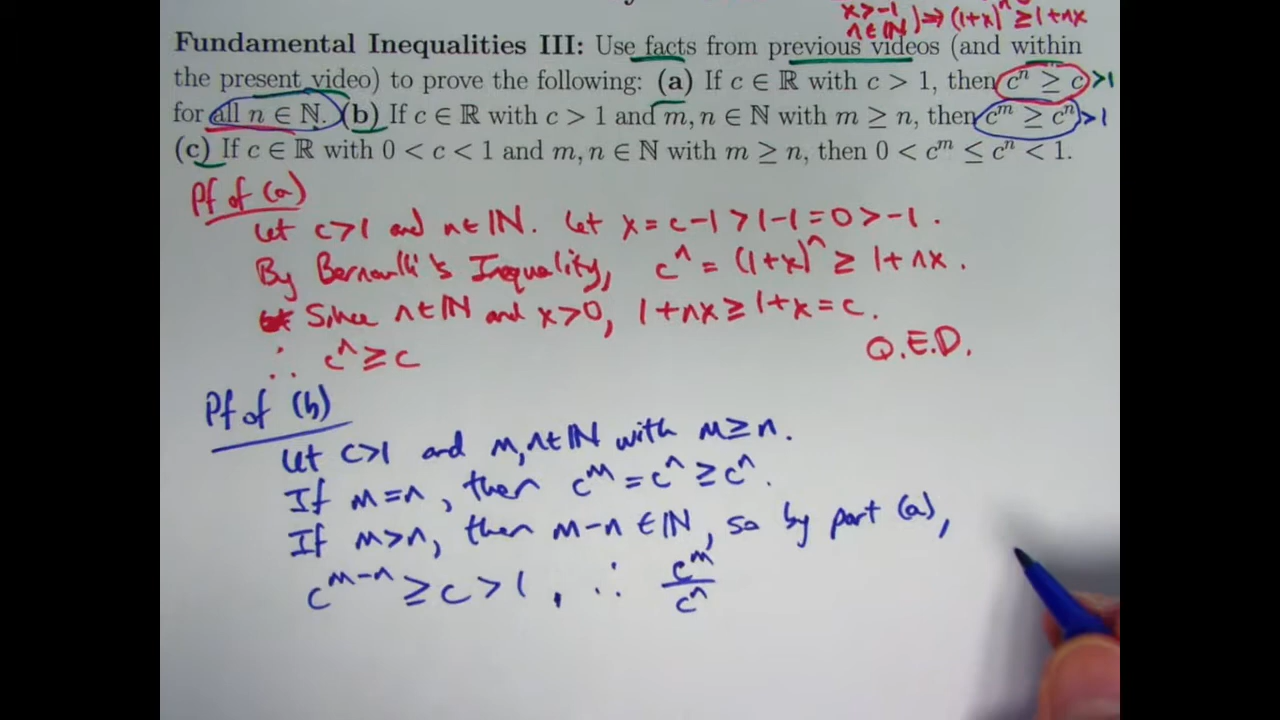 x>-1
n∈ℕ ) ⇒ (1+x)^n ≥ 1+nx
Fundamental Inequalities III: Use facts from previous videos (and within
the present video) to prove the following: (a) If c ∈ ℝ with c > 1, then c^n ≥ c >1
for all n ∈ ℕ. (b) If c ∈ ℝ with c > 1 and m, n ∈ ℕ with m ≥ n, then c^m ≥ c^n >1
(c) If c ∈ ℝ with 0 < c < 1 and m, n ∈ ℕ with m ≥ n, then 0 < c^m ≤ c^n < 1.
Pf of (a)
Let c>1 and n∈ℕ. Let x=c-1>1-1=0>-1.
By Bernoulli's Inequality, c^n = (1+x)^n ≥ 1+nx.
Since n∈ℕ and x>0, 1+nx ≥ 1+x = c.
∴ c^n ≥ c Q.E.D.
Pf of (b)
Let c>1 and m,n∈ℕ with m≥n.
If m=n, then c^m = c^n ≥ c^n.
If m>n, then m-n ∈ ℕ, so by part (a),
c^{m-n} ≥ c > 1, ∴ c^m/c^n